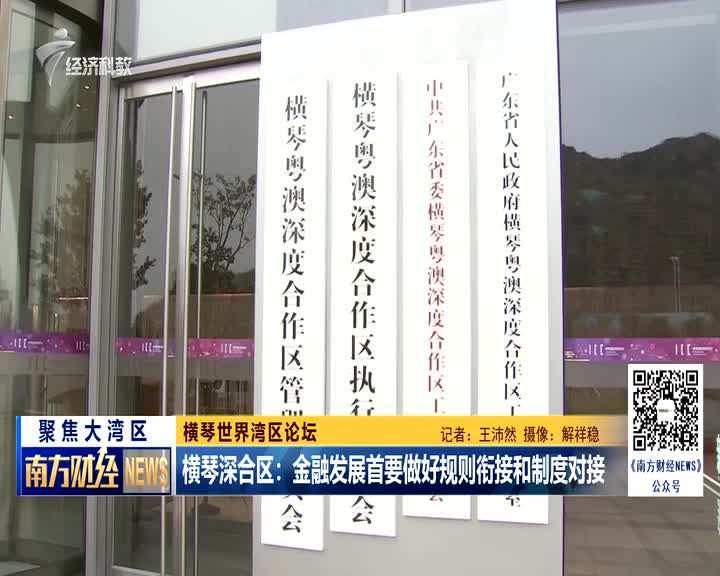 经济科教
横琴粤澳深度合作区管
会
横琴粤澳深度合作区执行
会
中共广东省委横琴粤澳深度合作区工
广东省人民政府横琴粤澳深度合作区工
聚焦大湾区
南方财经NEWS
横琴世界湾区论坛
记者：王沛然 摄像：解祥稳
横琴深合区：金融发展首要做好规则衔接和制度对接
《南方财经NEWS》
公众号